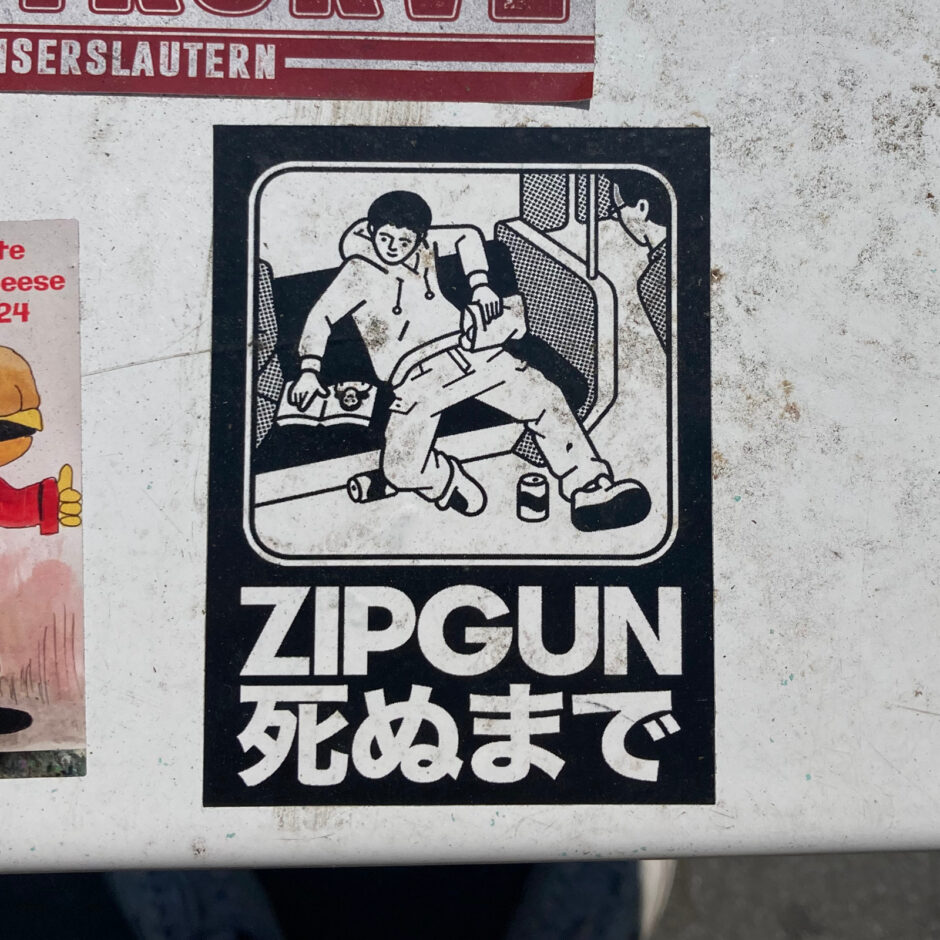 ISERSLAUTERN
te
eese
24
ZIPGUN
死ぬまで